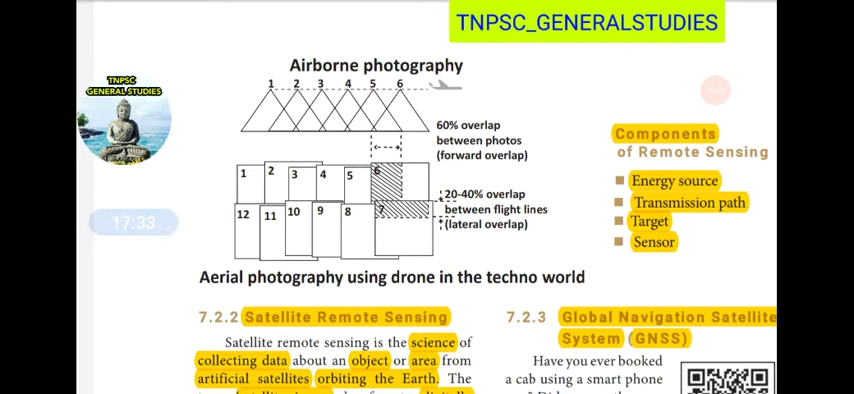 TNPSC_GENERALSTUDIES
TNPSC
GENERAL STUDIES
17:33
Airborne photography
1 2 3 4 5 6
60% overlap
between photos
(forward overlap)
1 2 3 4 5 6
20-40% overlap
between flight lines
(lateral overlap)
12 11 10 9 8 7
Aerial photography using drone in the techno world
Components
of Remote Sensing
Energy source
Transmission path
Target
Sensor
7.2.2 Satellite Remote Sensing
Satellite remote sensing is the science of
collecting data about an object or area from
artificial satellites orbiting the Earth. The
7.2.3 Global Navigation Satellite
System (GNSS)
Have you ever booked
a cab using a smart phone